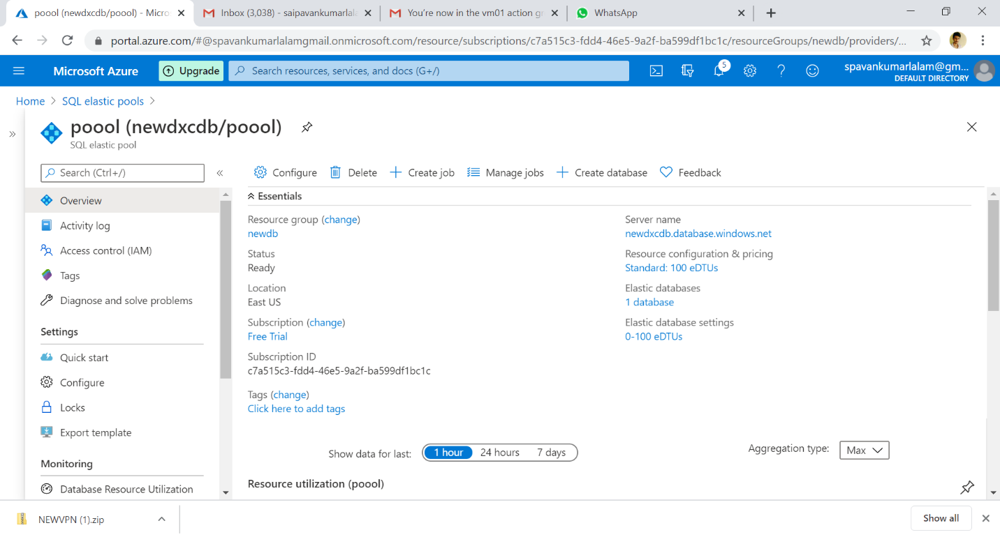 poool (newdxcdb/poool) - Micro
Inbox (3,038) - saipavankumarlala
You're now in the vm01 action gr
WhatsApp
portal.azure.com/#@spavankumarlalamgmail.onmicrosoft.com/resource/subscriptions/c7a515c3-fdd4-46e5-9a2f-ba599df1bc1c/resourceGroups/newdb/providers/...
Microsoft Azure
Upgrade
Search resources, services, and docs (G+/)
5
spavankumarlalam@gm...
DEFAULT DIRECTORY
Home > SQL elastic pools >
poool (newdxcdb/poool)
SQL elastic pool
Search (Ctrl+/)
Configure Delete Create job Manage jobs Create database Feedback
Overview
Activity log
Access control (IAM)
Tags
Diagnose and solve problems
Settings
Quick start
Configure
Locks
Export template
Monitoring
Database Resource Utilization
Essentials
Resource group (change)
newdb
Status
Ready
Location
East US
Subscription (change)
Free Trial
Subscription ID
c7a515c3-fdd4-46e5-9a2f-ba599df1bc1c
Tags (change)
Click here to add tags
Server name
newdxcdb.database.windows.net
Resource configuration & pricing
Standard: 100 eDTUs
Elastic databases
1 database
Elastic database settings
0-100 eDTUs
Show data for last: 1 hour 24 hours 7 days
Aggregation type: Max
Resource utilization (poool)
NEWVPN (1).zip
Show all